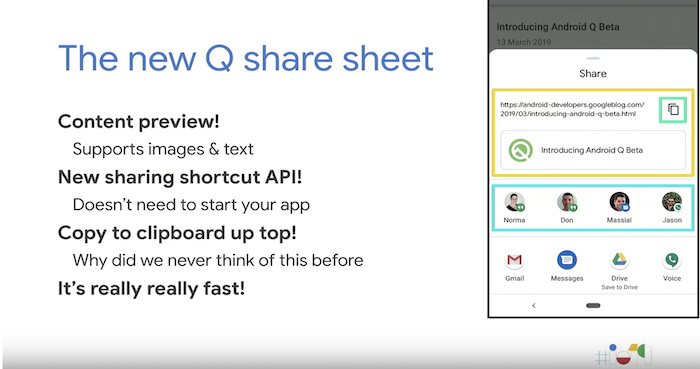 The new Q share sheet
Content preview!
Supports images & text
New sharing shortcut API!
Doesn't need to start your app
Copy to clipboard up top!
Why did we never think of this before
It's really really fast!
Introducing Android Q Beta
13 March 2019
Share
https://android-developers.googleblog.com/
2019/03/introducing-android-q-beta.html
Introducing Android Q Beta
Norma Don Massial Jason
Gmail Messages Drive Voice
Save to Drive
#io19